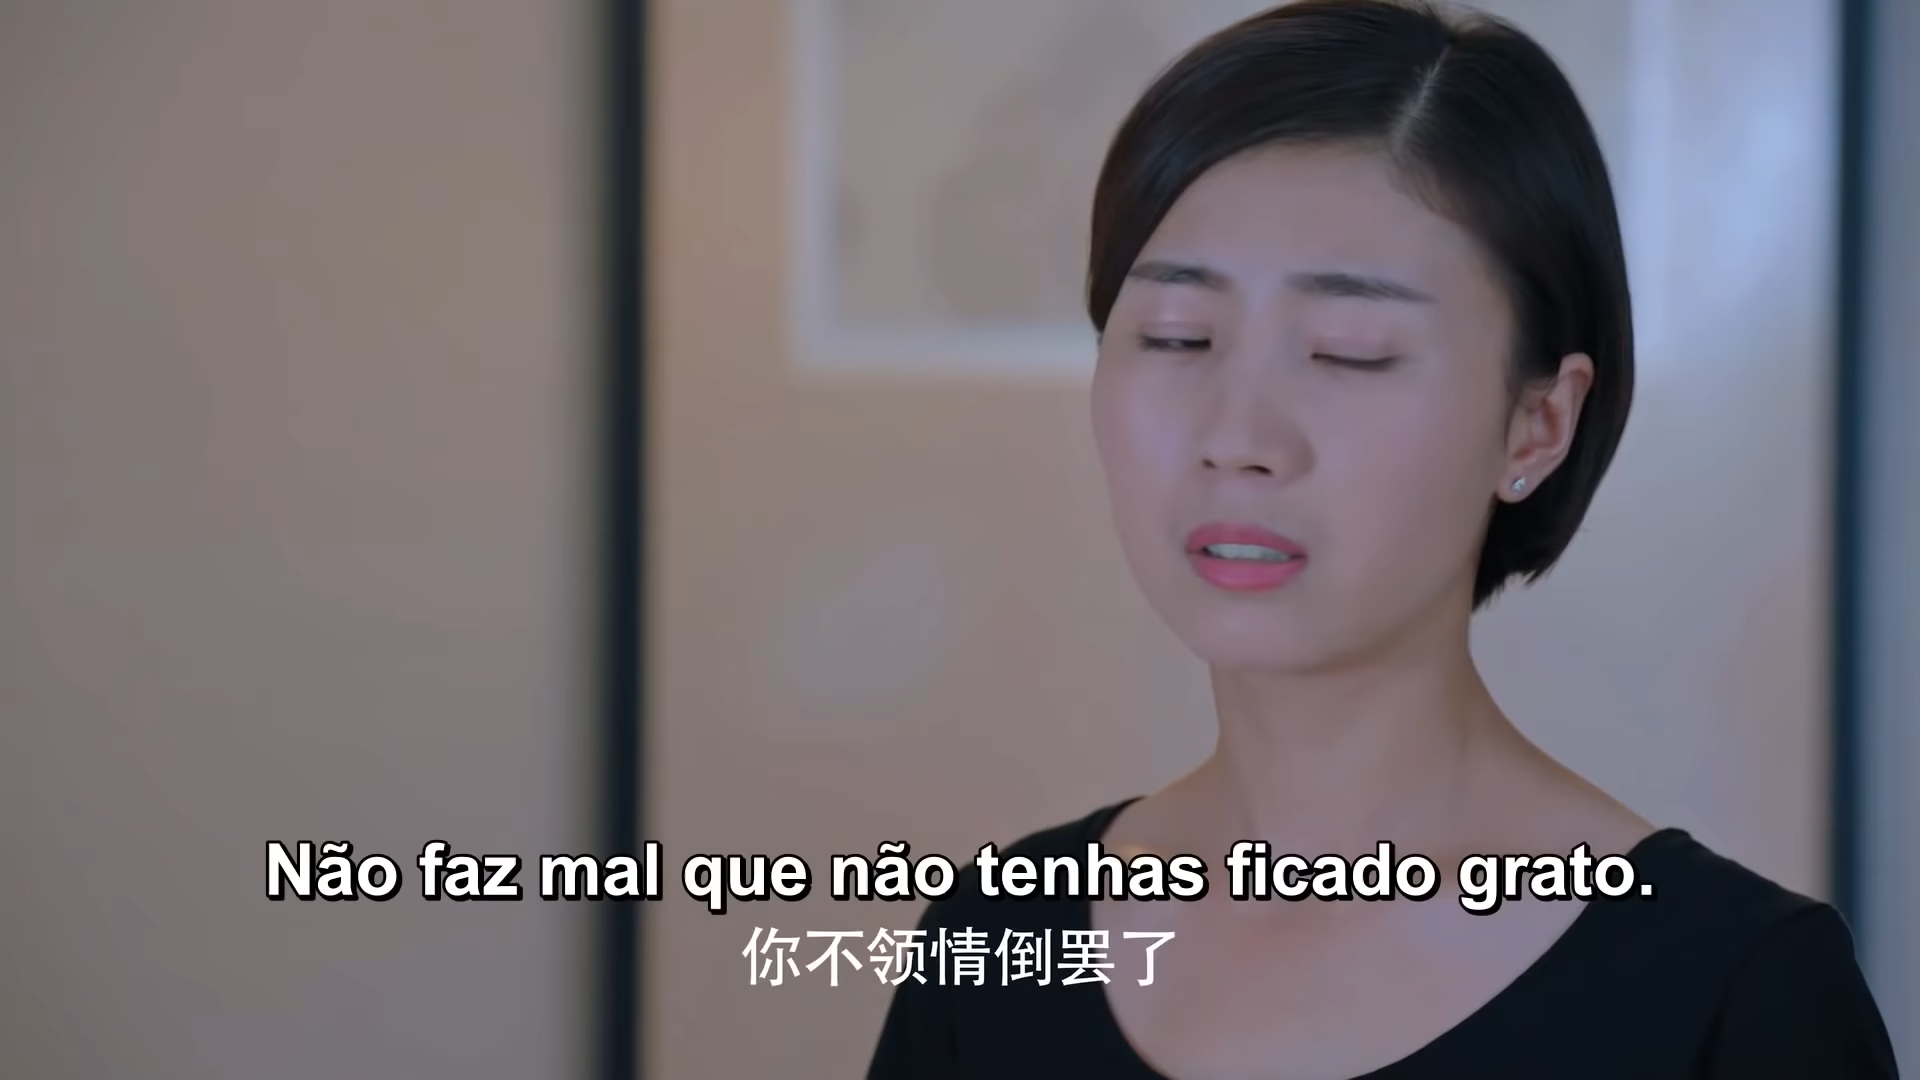 Não faz mal que não tenhas ficado grato.
你不领情倒罢了